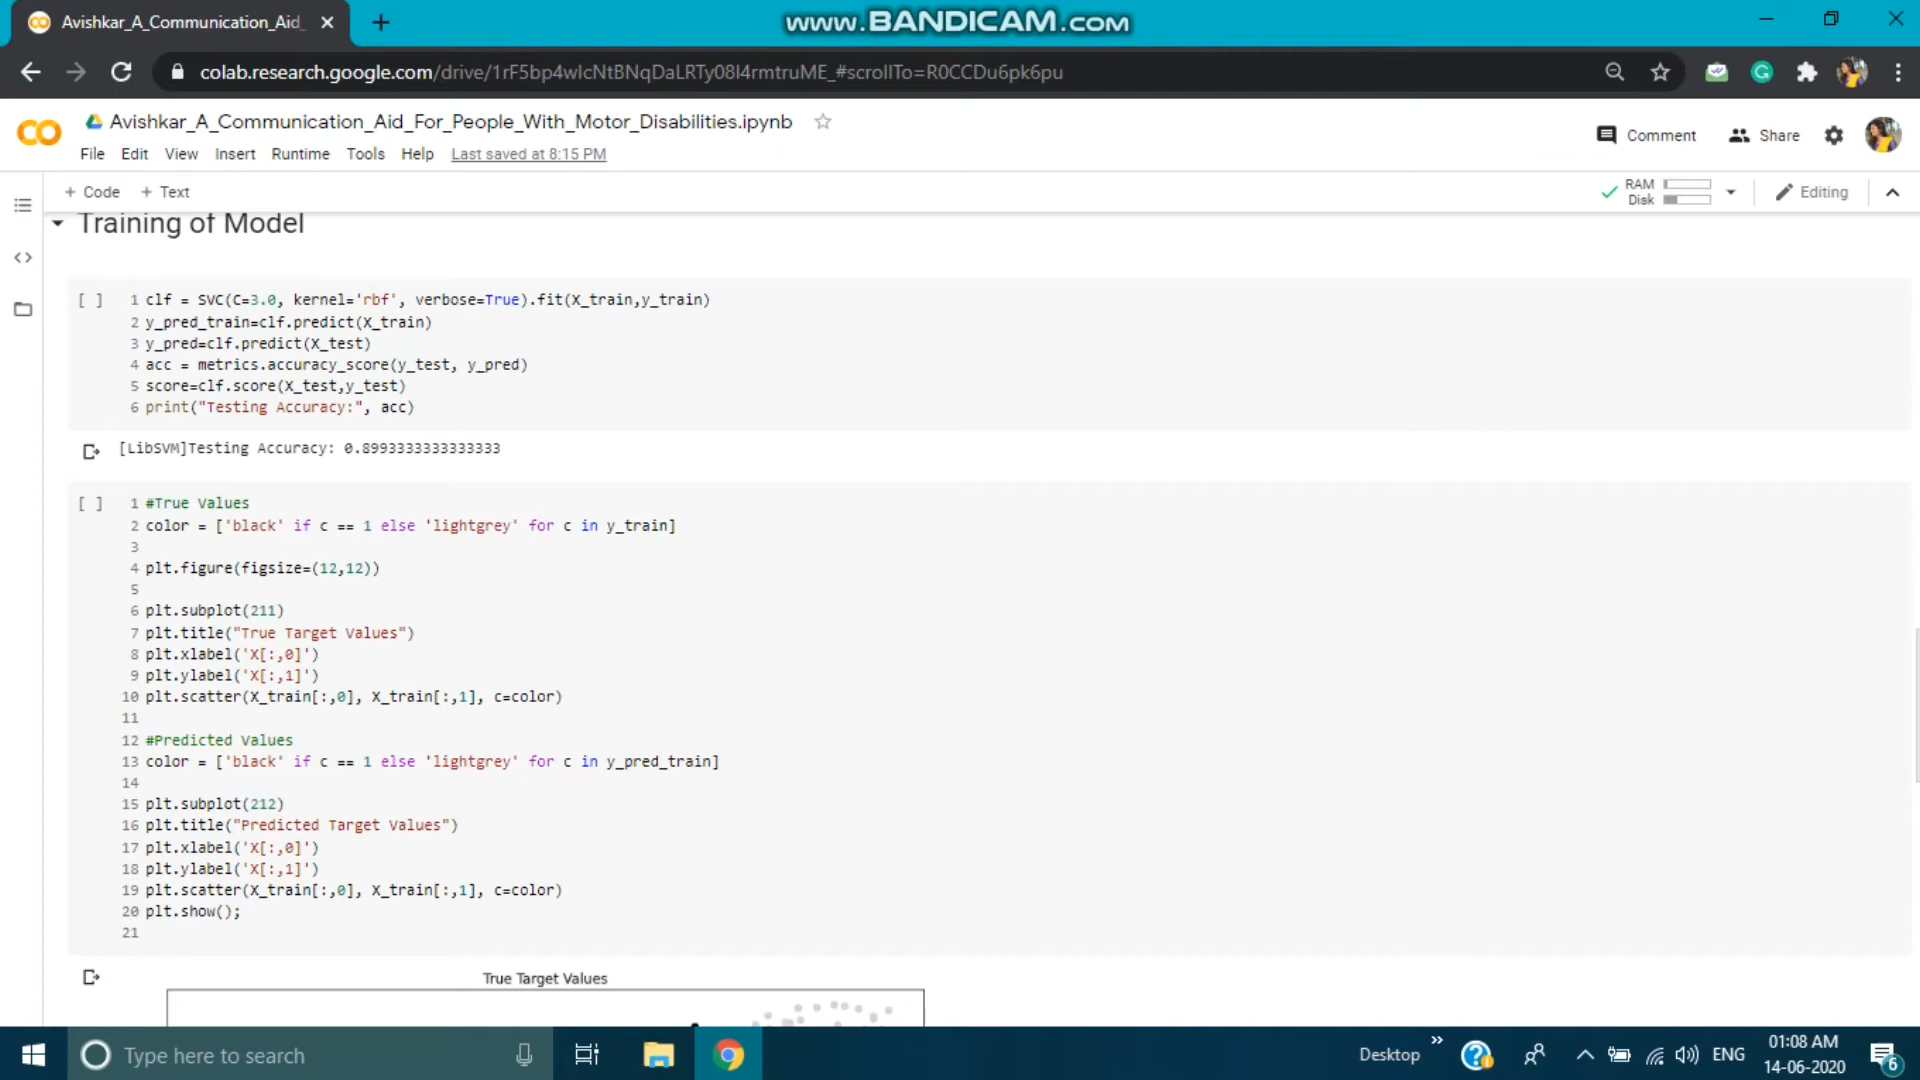 Avishkar_A_Communication_Aid_
www.BANDICAM.com
colab.research.google.com/drive/1rF5bp4wIcNtBNqDaLRTy08I4rmtruME_#scrollTo=R0CCDu6pk6pu
Avishkar_A_Communication_Aid_For_People_With_Motor_Disabilities.ipynb
Comment
Share
File Edit View Insert Runtime Tools Help Last saved at 8:15 PM
+ Code + Text
RAM
Disk
Editing
Training of Model
[ ] 1 clf = SVC(C=3.0, kernel='rbf', verbose=True).fit(X_train,y_train)
2 y_pred_train=clf.predict(X_train)
3 y_pred=clf.predict(X_test)
4 acc = metrics.accuracy_score(y_test, y_pred)
5 score=clf.score(X_test,y_test)
6 print("Testing Accuracy:", acc)
[LibSVM]Testing Accuracy: 0.8993333333333333
[ ] 1 #True Values
2 color = ['black' if c == 1 else 'lightgrey' for c in y_train]
3
4 plt.figure(figsize=(12,12))
5
6 plt.subplot(211)
7 plt.title("True Target Values")
8 plt.xlabel('X[:,0]')
9 plt.ylabel('X[:,1]')
10 plt.scatter(X_train[:,0], X_train[:,1], c=color)
11
12 #Predicted Values
13 color = ['black' if c == 1 else 'lightgrey' for c in y_pred_train]
14
15 plt.subplot(212)
16 plt.title("Predicted Target Values")
17 plt.xlabel('X[:,0]')
18 plt.ylabel('X[:,1]')
19 plt.scatter(X_train[:,0], X_train[:,1], c=color)
20 plt.show();
21
True Target Values
Type here to search
Desktop
ENG
01:08 AM
14-06-2020
6